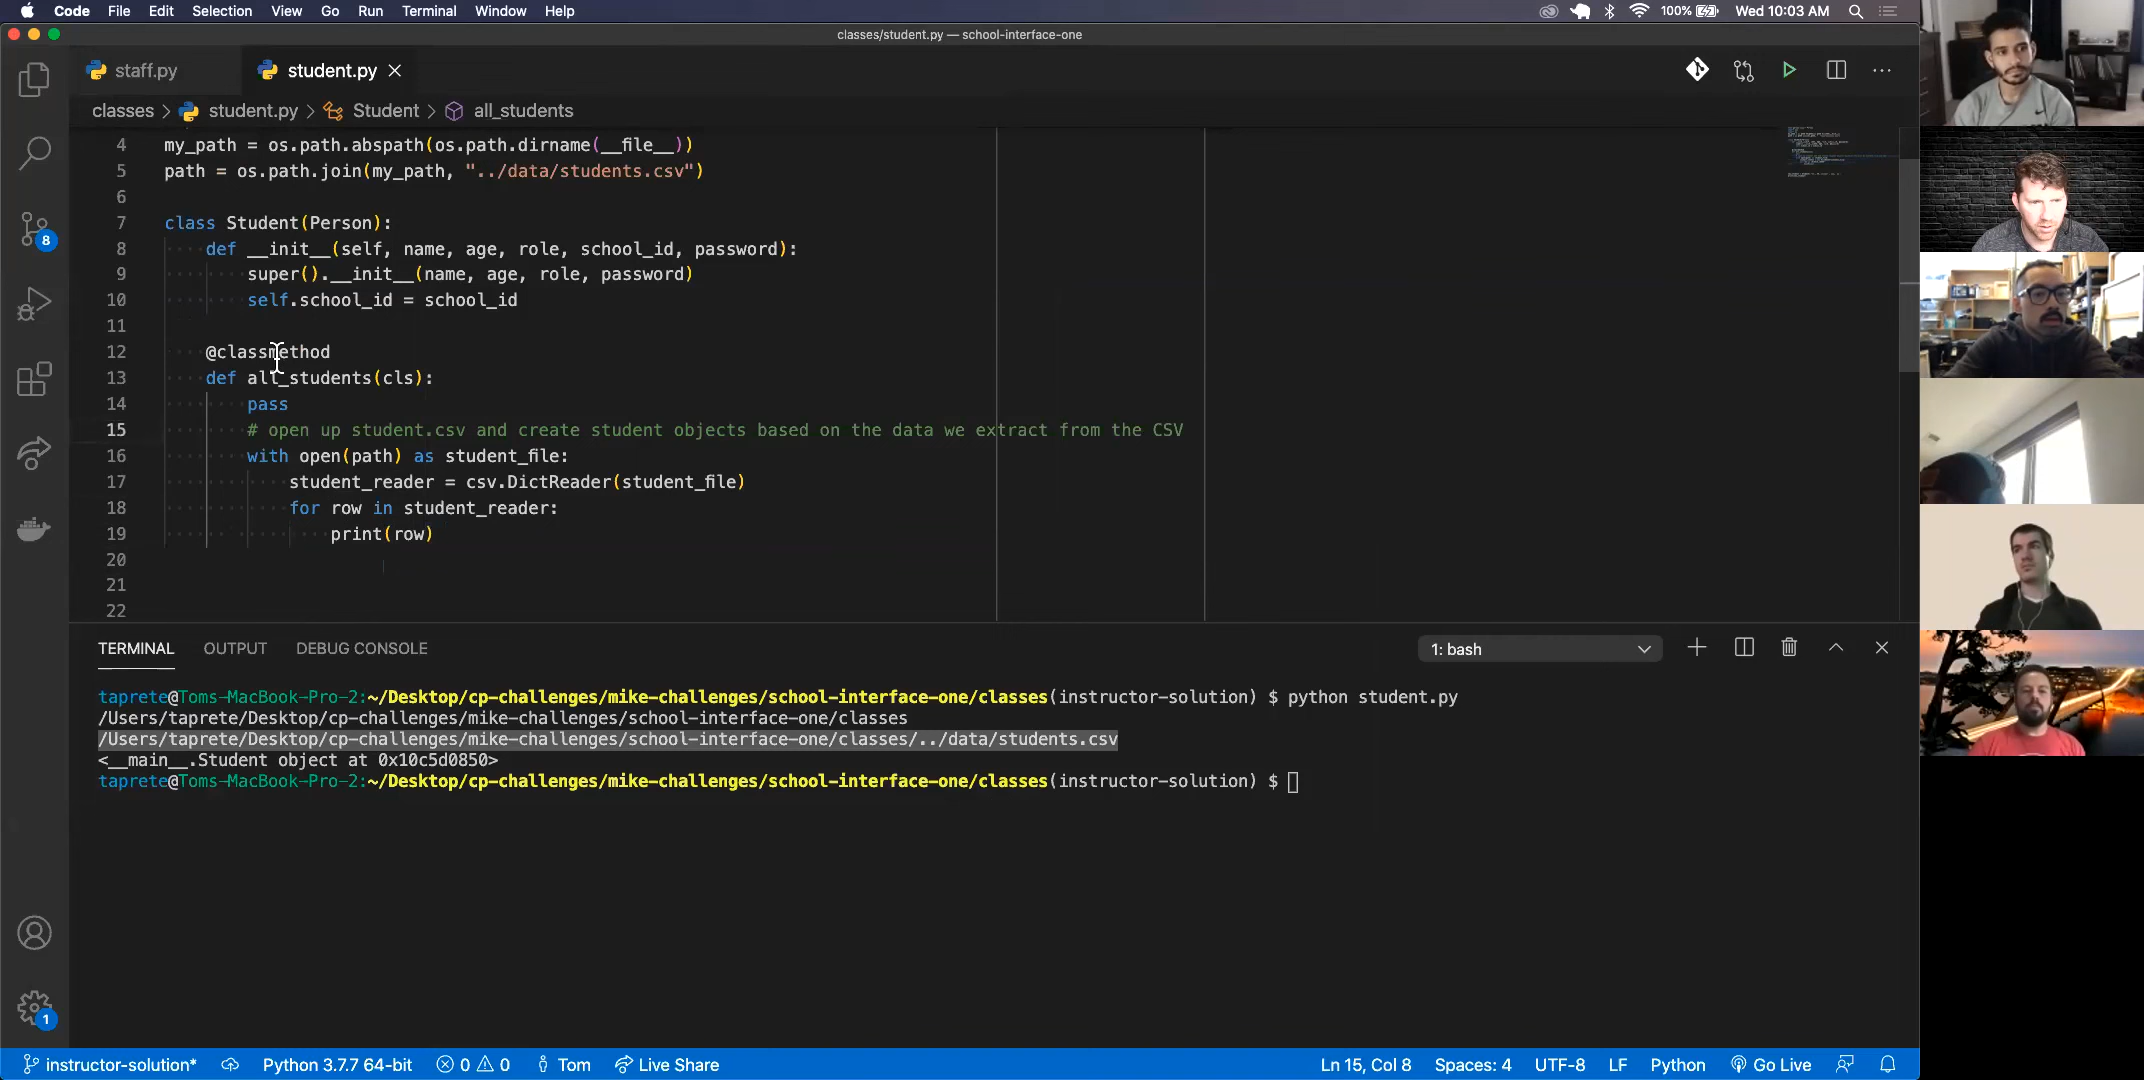 Code File Edit Selection View Go Run Terminal Window Help 100% Wed 10:03 AM
classes/student.py — school-interface-one
staff.py student.py
classes > student.py > Student > all_students
4 my_path = os.path.abspath(os.path.dirname(__file__))
5 path = os.path.join(my_path, "../data/students.csv")
6
7 class Student(Person):
8 def __init__(self, name, age, role, school_id, password):
9 super().__init__(name, age, role, password)
10 self.school_id = school_id
11
12 @classmethod
13 def all_students(cls):
14 pass
15 # open up student.csv and create student objects based on the data we extract from the CSV
16 with open(path) as student_file:
17 student_reader = csv.DictReader(student_file)
18 for row in student_reader:
19 print(row)
20
21
22
8
TERMINAL OUTPUT DEBUG CONSOLE 1: bash
taprete@Toms-MacBook-Pro-2:~/Desktop/cp-challenges/mike-challenges/school-interface-one/classes(instructor-solution) $ python student.py
/Users/taprete/Desktop/cp-challenges/mike-challenges/school-interface-one/classes
/Users/taprete/Desktop/cp-challenges/mike-challenges/school-interface-one/classes/../data/students.csv
<__main__.Student object at 0x10c5d0850>
taprete@Toms-MacBook-Pro-2:~/Desktop/cp-challenges/mike-challenges/school-interface-one/classes(instructor-solution) $
1
instructor-solution* Python 3.7.7 64-bit 0 0 Tom Live Share Ln 15, Col 8 Spaces: 4 UTF-8 LF Python Go Live